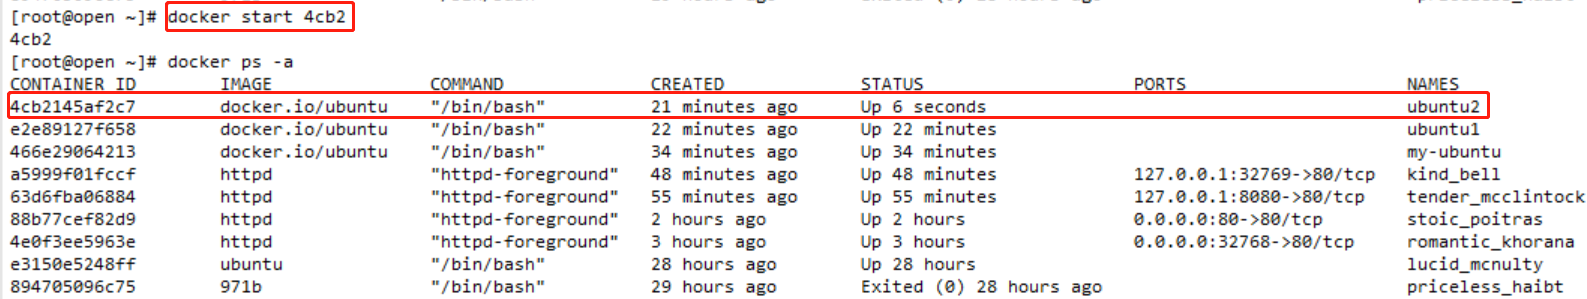 [root@open ~]# docker start 4cb2
4cb2
[root@open ~]# docker ps -a
CONTAINER ID IMAGE COMMAND CREATED STATUS PORTS NAMES
4cb2145af2c7 docker.io/ubuntu "/bin/bash" 21 minutes ago Up 6 seconds ubuntu2
e2e89127f658 docker.io/ubuntu "/bin/bash" 22 minutes ago Up 22 minutes ubuntu1
466e29064213 docker.io/ubuntu "/bin/bash" 34 minutes ago Up 34 minutes my-ubuntu
a5999f01fccf httpd "httpd-foreground" 48 minutes ago Up 48 minutes 127.0.0.1:32769->80/tcp kind_bell
63d6fba06884 httpd "httpd-foreground" 55 minutes ago Up 55 minutes 127.0.0.1:8080->80/tcp tender_mcclintock
88b77cef82d9 httpd "httpd-foreground" 2 hours ago Up 2 hours 0.0.0.0:80->80/tcp stoic_poitras
4e0f3ee5963e httpd "httpd-foreground" 3 hours ago Up 3 hours 0.0.0.0:32768->80/tcp romantic_khorana
e3150e5248ff ubuntu "/bin/bash" 28 hours ago Up 28 hours lucid_mcnulty
894705096c75 971b "/bin/bash" 29 hours ago Exited (0) 28 hours ago priceless_haibt